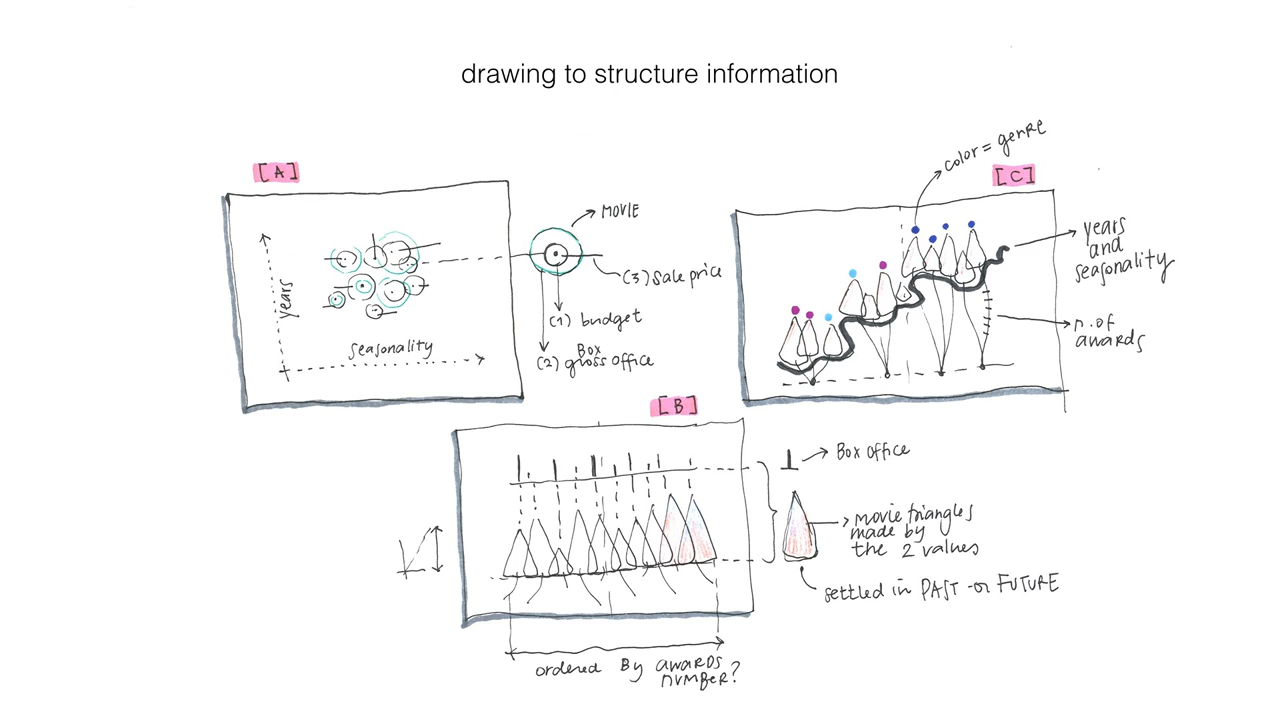 drawing to structure information
[A]
years
seasonality
MOVIE
(3) sale price
(1) budget
Box
(2) gross office
[B]
Box office
movie triangles
made by
the 2 values
settled in PAST -or FUTURE
ordered By awards
number?
color = genre
[C]
years
and
seasonality
n. of
awards